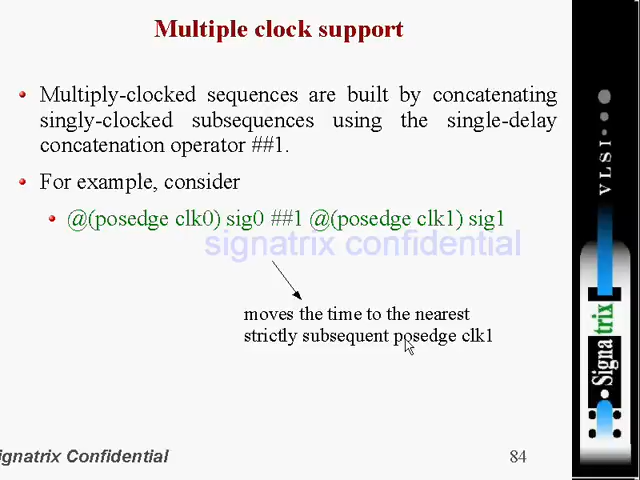 Multiple clock support
Multiply-clocked sequences are built by concatenating
singly-clocked subsequences using the single-delay
concatenation operator ##1.
For example, consider
@(posedge clk0) sig0 ##1 @(posedge clk1) sig1
signatrix confidential
moves the time to the nearest
strictly subsequent posedge clk1
ignatrix Confidential
84
VLSI
Signatrix